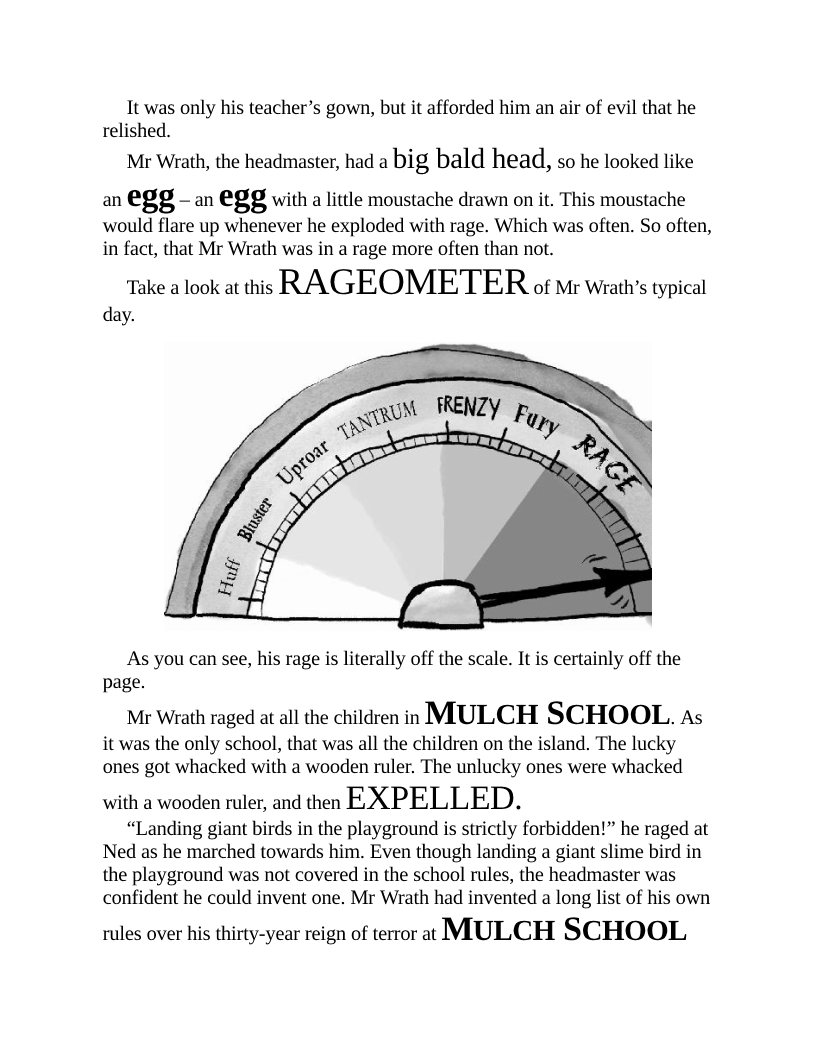 It was only his teacher’s gown, but it afforded him an air of evil that he
relished.
Mr Wrath, the headmaster, had a big bald head, so he looked like
an egg – an egg with a little moustache drawn on it. This moustache
would flare up whenever he exploded with rage. Which was often. So often,
in fact, that Mr Wrath was in a rage more often than not.
Take a look at this RAGEOMETER of Mr Wrath’s typical
day.
Huff
Bluster
Uproar
TANTRUM
FRENZY
Fury
RAGE
As you can see, his rage is literally off the scale. It is certainly off the
page.
Mr Wrath raged at all the children in MULCH SCHOOL. As
it was the only school, that was all the children on the island. The lucky
ones got whacked with a wooden ruler. The unlucky ones were whacked
with a wooden ruler, and then EXPELLED.
“Landing giant birds in the playground is strictly forbidden!” he raged at
Ned as he marched towards him. Even though landing a giant slime bird in
the playground was not covered in the school rules, the headmaster was
confident he could invent one. Mr Wrath had invented a long list of his own
rules over his thirty-year reign of terror at MULCH SCHOOL